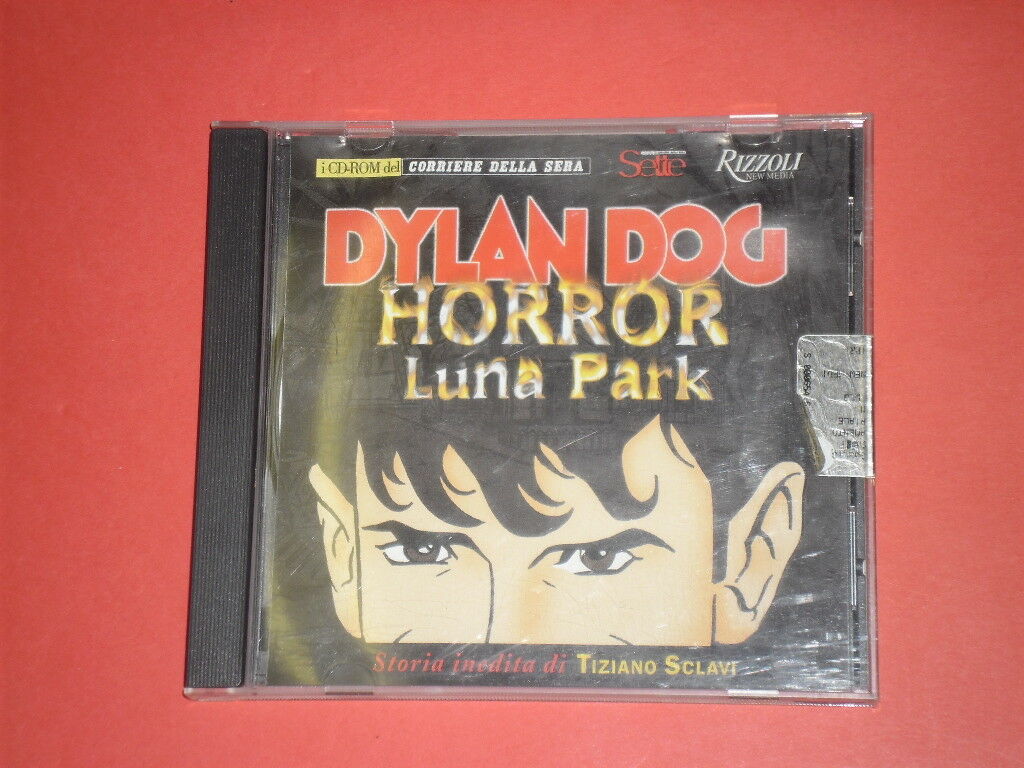 i CD-ROM del CORRIERE DELLA SERA
Sette
RIZZOLI
NEW MEDIA
DYLAN DOG
HORROR
Luna Park
Storia inedita di TIZIANO SCLAVI